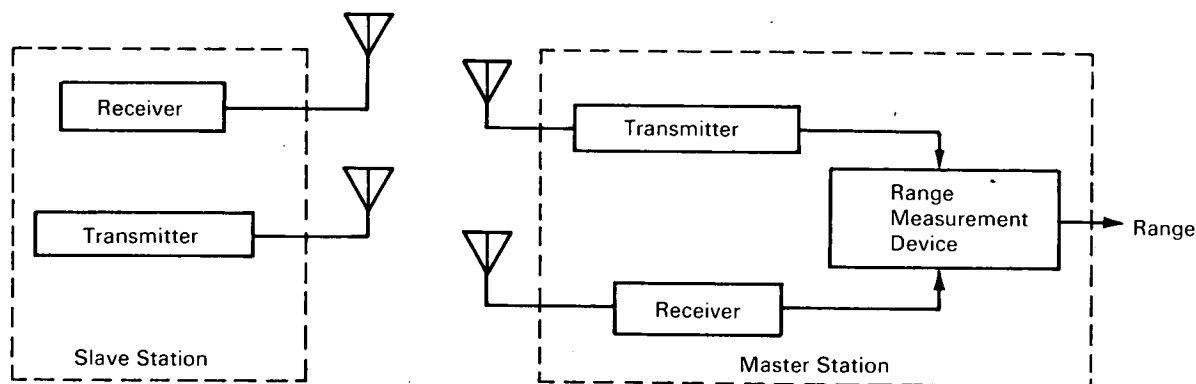 Receiver
Transmitter
Slave Station
Transmitter
Range
Measurement
Device
Range
Receiver
Master Station